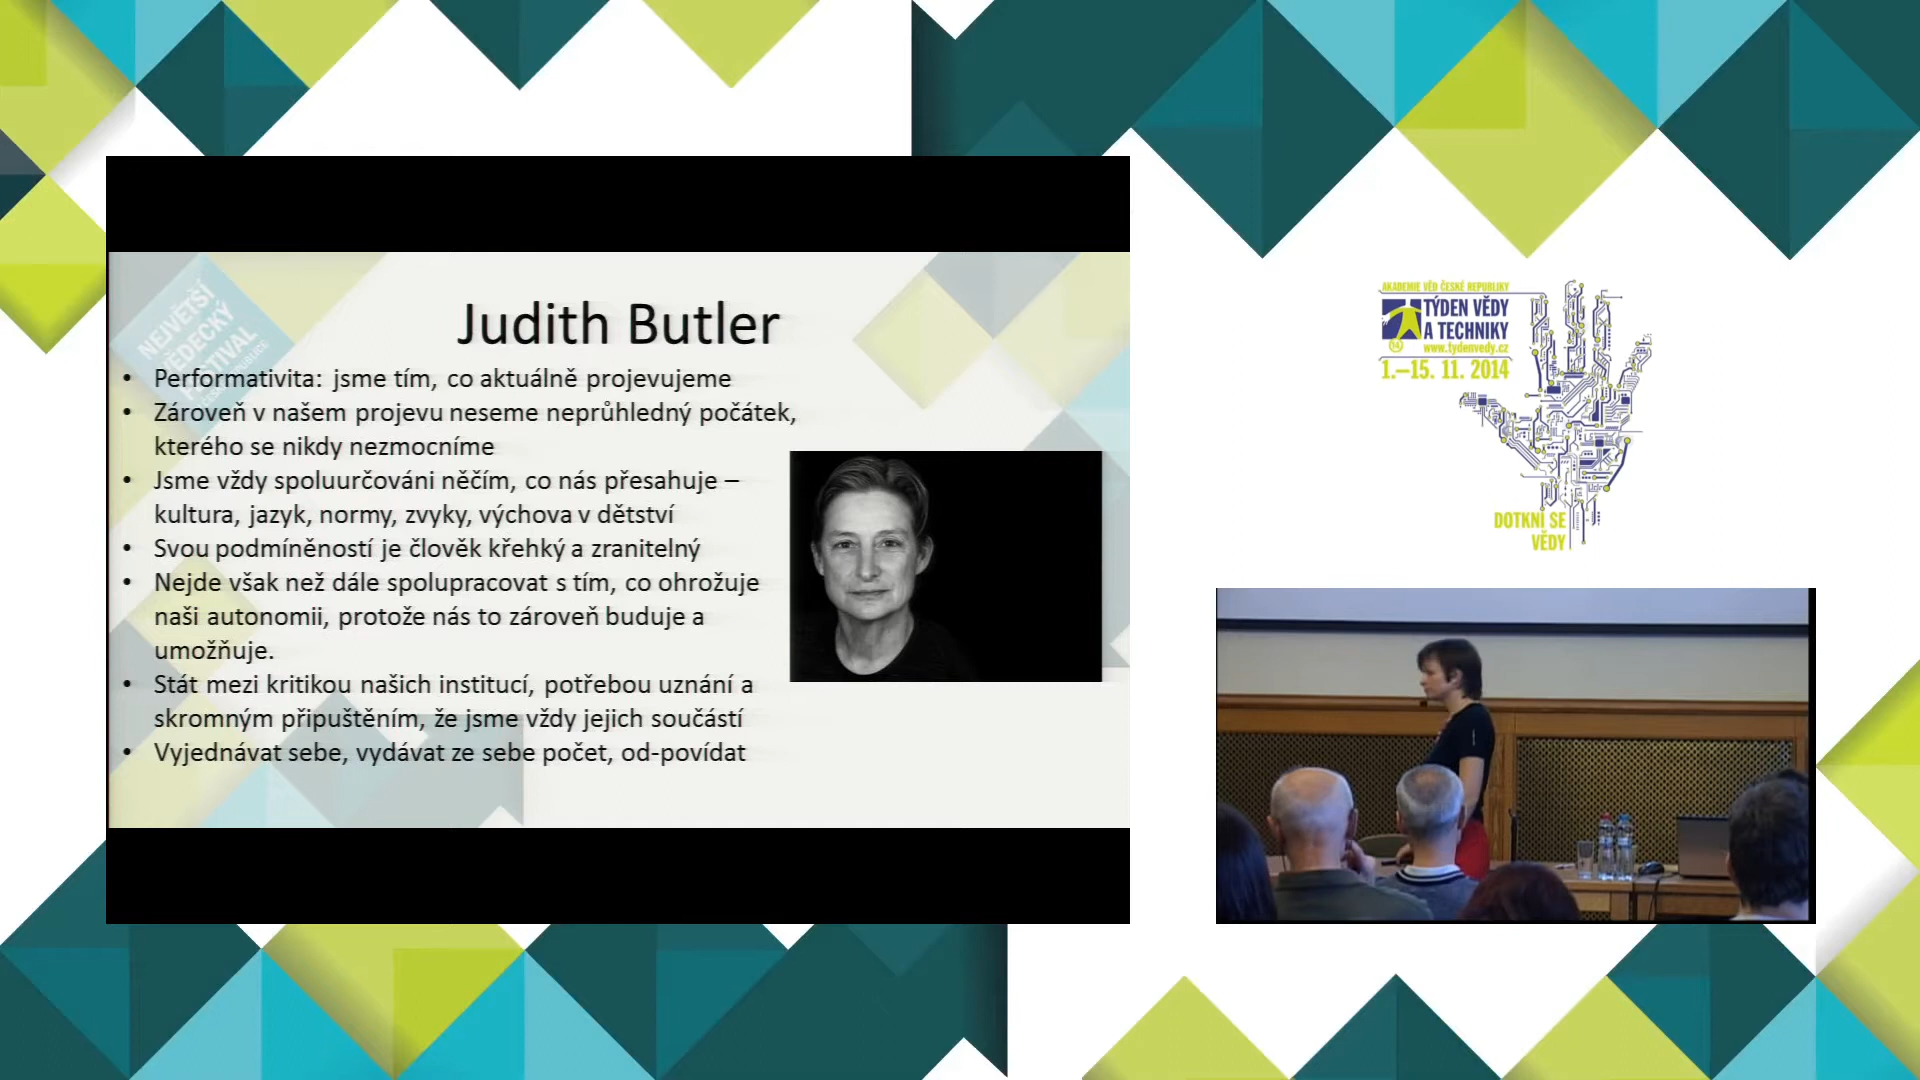 NEJVĚTŠÍ
VĚDECKÝ
FESTIVAL
Judith Butler
• Performativita: jsme tím, co aktuálně projevujeme
• Zároveň v našem projevu neseme neprůhledný počátek,
kterého se nikdy nezmocníme
• Jsme vždy spoluurčováni něčím, co nás přesahuje –
kultura, jazyk, normy, zvyky, výchova v dětství
• Svou podmíněností je člověk křehký a zranitelný
• Nejde však než dále spolupracovat s tím, co ohrožuje
naši autonomii, protože nás to zároveň buduje a
umožňuje.
• Stát mezi kritikou našich institucí, potřebou uznání a
skromným připuštěním, že jsme vždy jejich součástí
• Vyjednávat sebe, vydávat ze sebe počet, od-povídat
AKADEMIE VĚD ČESKÉ REPUBLIKY
TÝDEN VĚDY
A TECHNIKY
www.tydenvedy.cz
1.–15. 11. 2014
DOTKNI SE
VĚDY